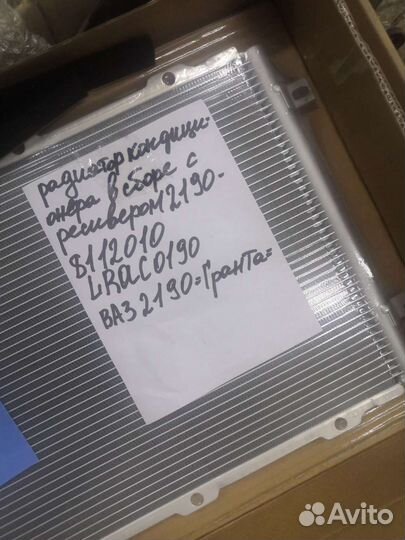 радиатор кондици-
онера в сборе с
ресивером 2190-
8112010
LRAC0190
ВАЗ 2190 "Гранта"
Avito